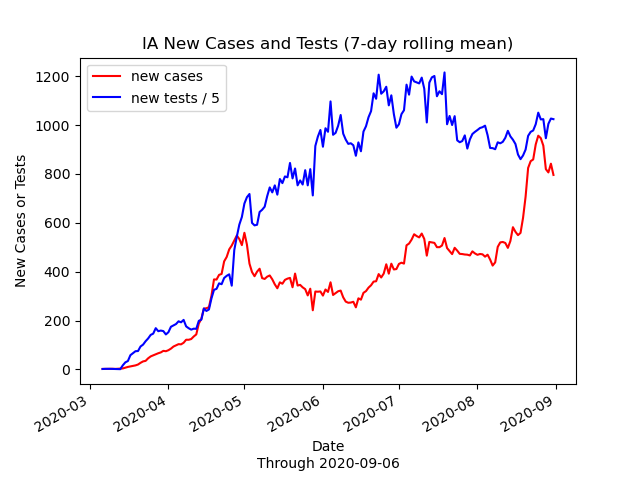 IA New Cases and Tests (7-day rolling mean)
new cases
new tests / 5
New Cases or Tests
1200
1000
800
600
400
200
0
2020-03
2020-04
2020-05
2020-06
2020-07
2020-08
2020-09
Date
Through 2020-09-06